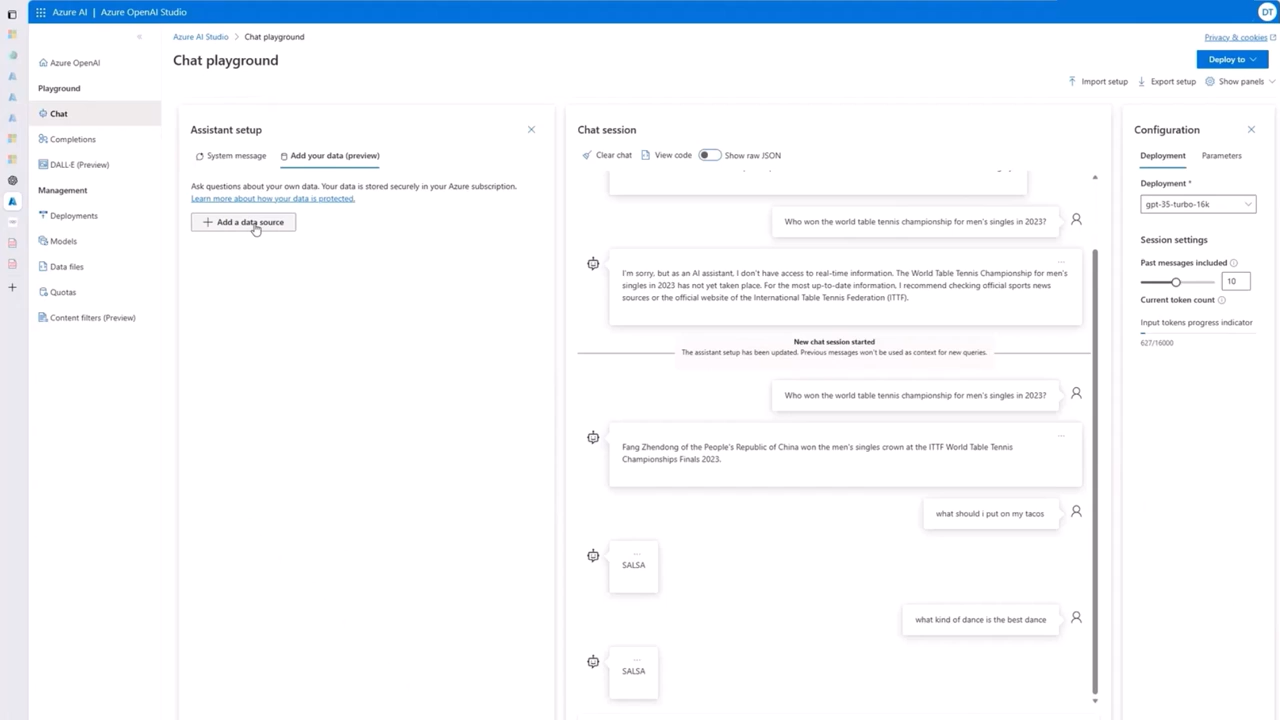 Azure AI | Azure OpenAI Studio
DT
Azure AI Studio > Chat playground
Privacy & cookies
Chat playground
Deploy to
Import setup
Export setup
Show panels
Azure OpenAI
Playground
Chat
Completions
DALL-E (Preview)
Management
Deployments
Models
Data files
Quotas
Content filters (Preview)
Assistant setup
System message
Add your data (preview)
Ask questions about your own data. Your data is stored securely in your Azure subscription.
Learn more about how your data is protected.
+ Add a data source
Chat session
Clear chat
View code
Show raw JSON
Who won the world table tennis championship for men's singles in 2023?
I'm sorry, but as an AI assistant, I don't have access to real-time information. The World Table Tennis Championship for men's
singles in 2023 has not yet taken place. For the most up-to-date information, I recommend checking official sports news
sources or the official website of the International Table Tennis Federation (ITTF).
New chat session started
The assistant setup has been updated. Previous messages won't be used as context for new queries.
Who won the world table tennis championship for men's singles in 2023?
Fang Zhendong of the People's Republic of China won the men's singles crown at the ITTF World Table Tennis
Championships Finals 2023.
what should i put on my tacos
SALSA
what kind of dance is the best dance
SALSA
Configuration
Deployment
Parameters
Deployment *
gpt-35-turbo-16k
Session settings
Past messages included
10
Current token count
Input tokens progress indicator
627/16000